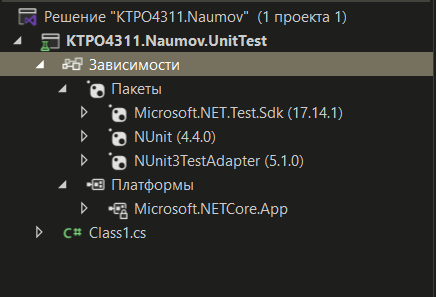 Решение "KTPO4311.Naumov" (1 проекта 1)
KTPO4311.Naumov.UnitTest
Зависимости
Пакеты
Microsoft.NET.Test.Sdk (17.14.1)
NUnit (4.4.0)
NUnit3TestAdapter (5.1.0)
Платформы
Microsoft.NETCore.App
C# Class1.cs